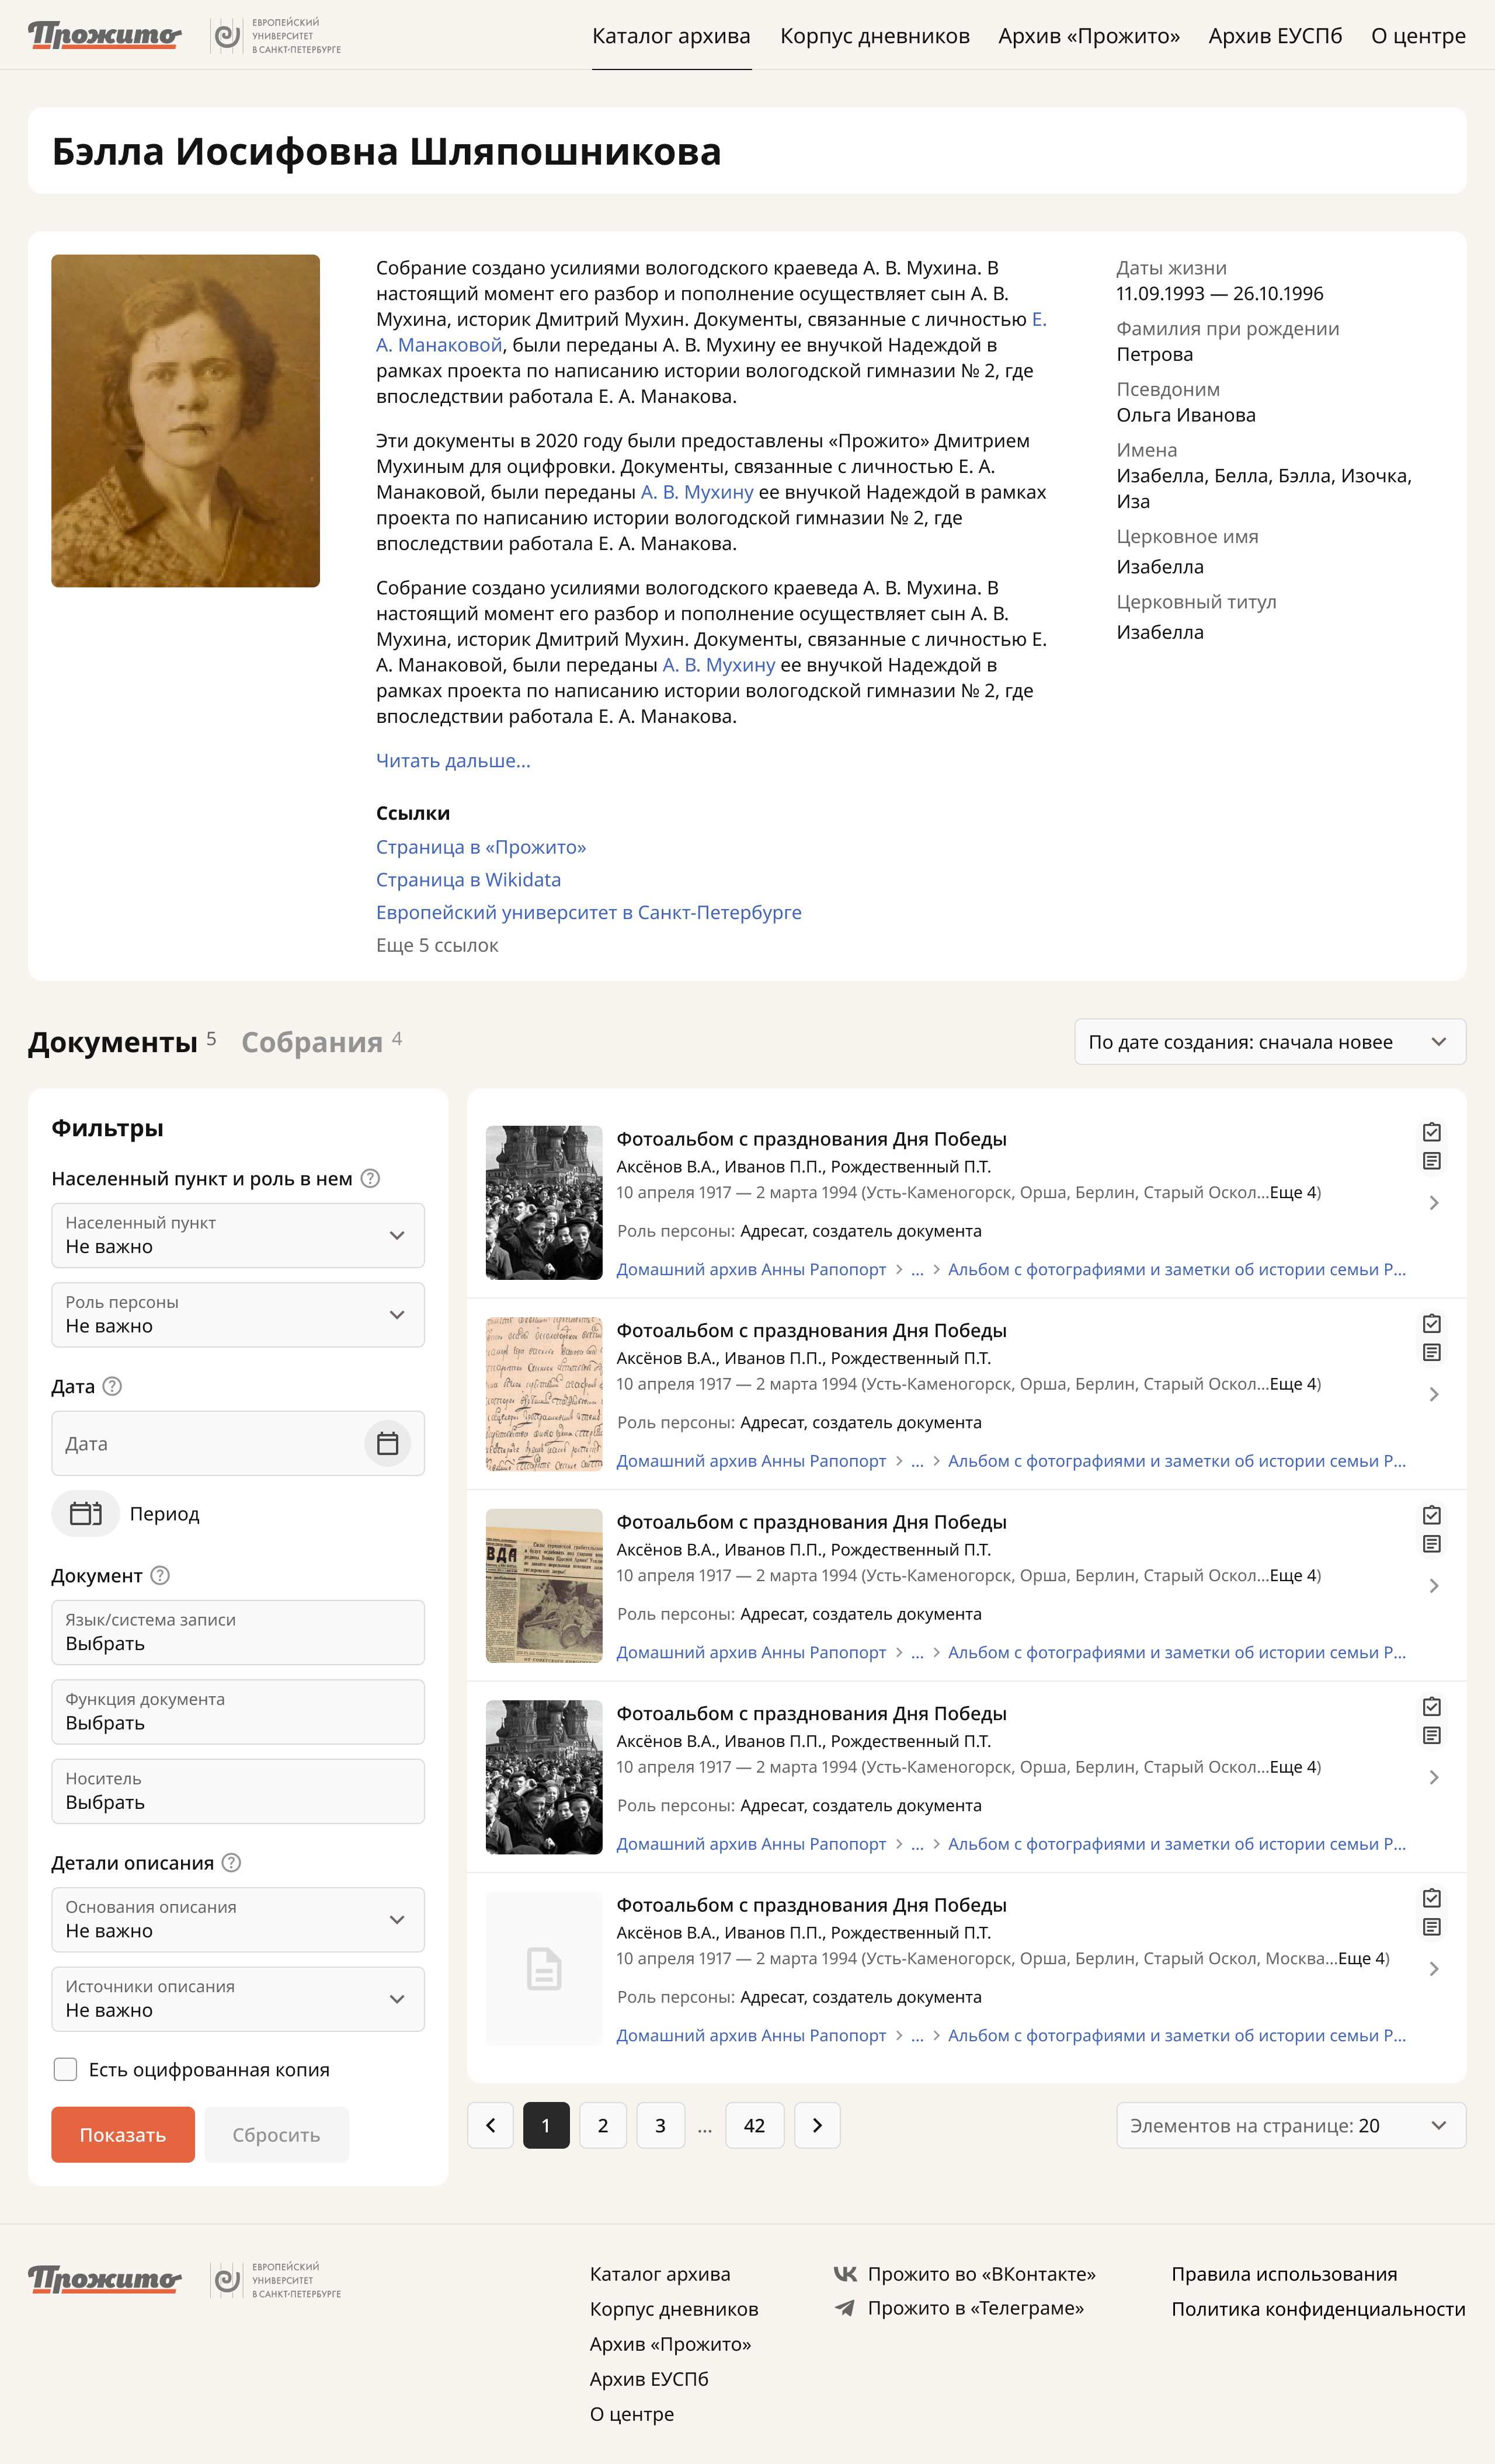 Прожито
ЕВРОПЕЙСКИЙ
УНИВЕРСИТЕТ
В САНКТ-ПЕТЕРБУРГЕ
Каталог архива
Корпус дневников
Архив «Прожито»
Архив ЕУСПб
О центре
Бэлла Иосифовна Шляпошникова
Собрание создано усилиями вологодского краеведа А. В. Мухина. В
настоящий момент его разбор и пополнение осуществляет сын А. В.
Мухина, историк Дмитрий Мухин. Документы, связанные с личностью Е.
А. Манаковой, были переданы А. В. Мухину ее внучкой Надеждой в
рамках проекта по написанию истории вологодской гимназии № 2, где
впоследствии работала Е. А. Манакова.
Эти документы в 2020 году были предоставлены «Прожито» Дмитрием
Мухиным для оцифровки. Документы, связанные с личностью Е. А.
Манаковой, были переданы А. В. Мухину ее внучкой Надеждой в рамках
проекта по написанию истории вологодской гимназии № 2, где
впоследствии работала Е. А. Манакова.
Собрание создано усилиями вологодского краеведа А. В. Мухина. В
настоящий момент его разбор и пополнение осуществляет сын А. В.
Мухина, историк Дмитрий Мухин. Документы, связанные с личностью Е.
А. Манаковой, были переданы А. В. Мухину ее внучкой Надеждой в
рамках проекта по написанию истории вологодской гимназии № 2, где
впоследствии работала Е. А. Манакова.
Читать дальше...
Ссылки
Страница в «Прожито»
Страница в Wikidata
Европейский университет в Санкт-Петербурге
Еще 5 ссылок
Даты жизни
11.09.1993 — 26.10.1996
Фамилия при рождении
Петрова
Псевдоним
Ольга Иванова
Имена
Изабелла, Белла, Бэлла, Изочка,
Иза
Церковное имя
Изабелла
Церковный титул
Изабелла
Документы 5
Собрания 4
По дате создания: сначала новее
Фильтры
Населенный пункт и роль в нем ?
Населенный пункт
Не важно
Роль персоны
Не важно
Дата ?
Дата
Период
Документ ?
Язык/система записи
Выбрать
Функция документа
Выбрать
Носитель
Выбрать
Детали описания ?
Основания описания
Не важно
Источники описания
Не важно
Есть оцифрованная копия
Показать
Сбросить
Фотоальбом с празднования Дня Победы
Аксёнов В.А., Иванов П.П., Рождественный П.Т.
10 апреля 1917 — 2 марта 1994 (Усть-Каменогорск, Орша, Берлин, Старый Оскол...Еще 4)
Роль персоны: Адресат, создатель документа
Домашний архив Анны Рапопорт > ... > Альбом с фотографиями и заметки об истории семьи Р...
Фотоальбом с празднования Дня Победы
Аксёнов В.А., Иванов П.П., Рождественный П.Т.
10 апреля 1917 — 2 марта 1994 (Усть-Каменогорск, Орша, Берлин, Старый Оскол...Еще 4)
Роль персоны: Адресат, создатель документа
Домашний архив Анны Рапопорт > ... > Альбом с фотографиями и заметки об истории семьи Р...
ВДА
Фотоальбом с празднования Дня Победы
Аксёнов В.А., Иванов П.П., Рождественный П.Т.
10 апреля 1917 — 2 марта 1994 (Усть-Каменогорск, Орша, Берлин, Старый Оскол...Еще 4)
Роль персоны: Адресат, создатель документа
Домашний архив Анны Рапопорт > ... > Альбом с фотографиями и заметки об истории семьи Р...
Фотоальбом с празднования Дня Победы
Аксёнов В.А., Иванов П.П., Рождественный П.Т.
10 апреля 1917 — 2 марта 1994 (Усть-Каменогорск, Орша, Берлин, Старый Оскол...Еще 4)
Роль персоны: Адресат, создатель документа
Домашний архив Анны Рапопорт > ... > Альбом с фотографиями и заметки об истории семьи Р...
Фотоальбом с празднования Дня Победы
Аксёнов В.А., Иванов П.П., Рождественный П.Т.
10 апреля 1917 — 2 марта 1994 (Усть-Каменогорск, Орша, Берлин, Старый Оскол, Москва...Еще 4)
Роль персоны: Адресат, создатель документа
Домашний архив Анны Рапопорт > ... > Альбом с фотографиями и заметки об истории семьи Р...
1 2 3 ... 42
Элементов на странице: 20
Прожито
ЕВРОПЕЙСКИЙ
УНИВЕРСИТЕТ
В САНКТ-ПЕТЕРБУРГЕ
Каталог архива
Корпус дневников
Архив «Прожито»
Архив ЕУСПб
О центре
Прожито во «ВКонтакте»
Прожито в «Телеграме»
Правила использования
Политика конфиденциальности